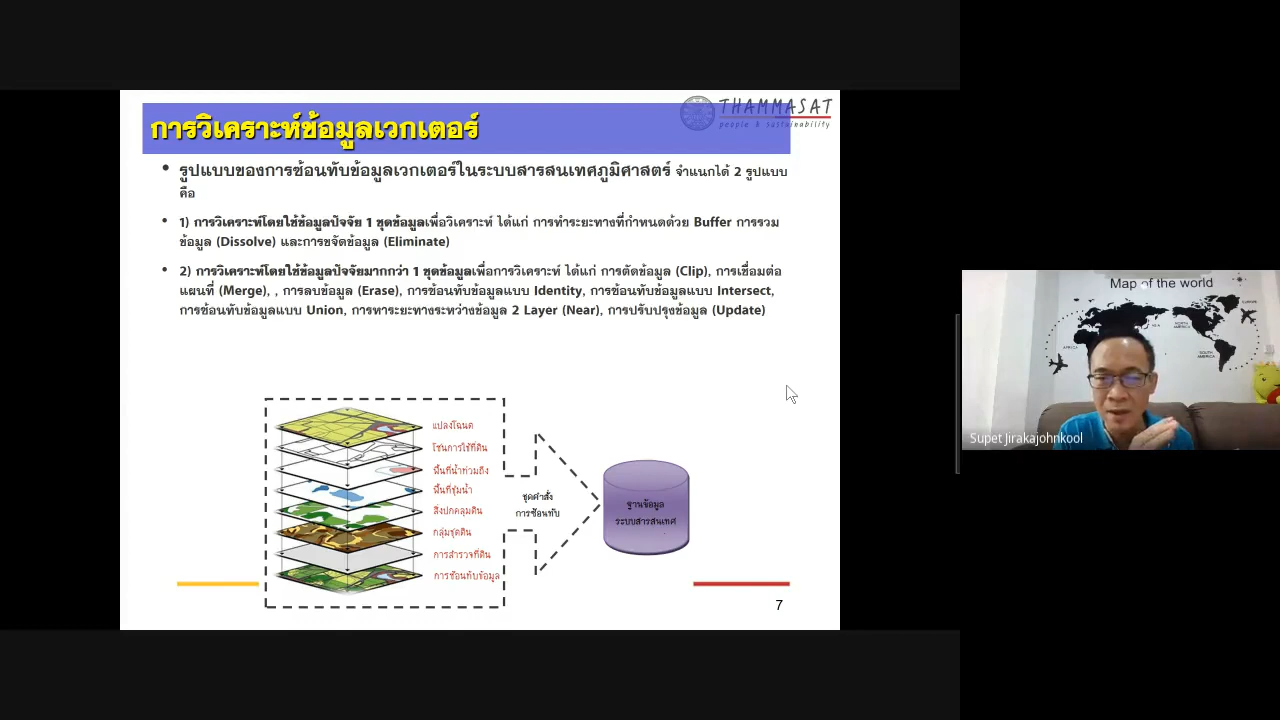 การวิเคราะห์ข้อมูลเวกเตอร์
THAMMASAT
people & sustainability
• รูปแบบของการซ้อนทับข้อมูลเวกเตอร์ในระบบสารสนเทศภูมิศาสตร์ จำแนกได้ 2 รูปแบบ
คือ
• 1) การวิเคราะห์โดยใช้ข้อมูลปัจจัย 1 ชุดข้อมูลเพื่อวิเคราะห์ ได้แก่ การทำระยะทางที่กำหนดด้วย Buffer การรวม
ข้อมูล (Dissolve) และการขจัดข้อมูล (Eliminate)
• 2) การวิเคราะห์โดยใช้ข้อมูลปัจจัยมากกว่า 1 ชุดข้อมูลเพื่อการวิเคราะห์ ได้แก่ การตัดข้อมูล (Clip), การเชื่อมต่อ
แผนที่ (Merge), , การลบข้อมูล (Erase), การซ้อนทับข้อมูลแบบ Identity, การซ้อนทับข้อมูลแบบ Intersect,
การซ้อนทับข้อมูลแบบ Union, การหาระยะทางระหว่างข้อมูล 2 Layer (Near), การปรับปรุงข้อมูล (Update)
แปลงโฉนด
โซนการใช้ที่ดิน
พื้นที่น้ำท่วมถึง
พื้นที่ชุ่มน้ำ
สิ่งปกคลุมดิน
กลุ่มชุดดิน
การสำรวจที่ดิน
การซ้อนทับข้อมูล
ชุดคำสั่ง
การซ้อนทับ
ฐานข้อมูล
ระบบสารสนเทศ
7
Map of the world
EUROPE
ASIA
AFRICA
NORTH
AMERICA
SOUTH
AMERICA
Supet Jirakajohnkool